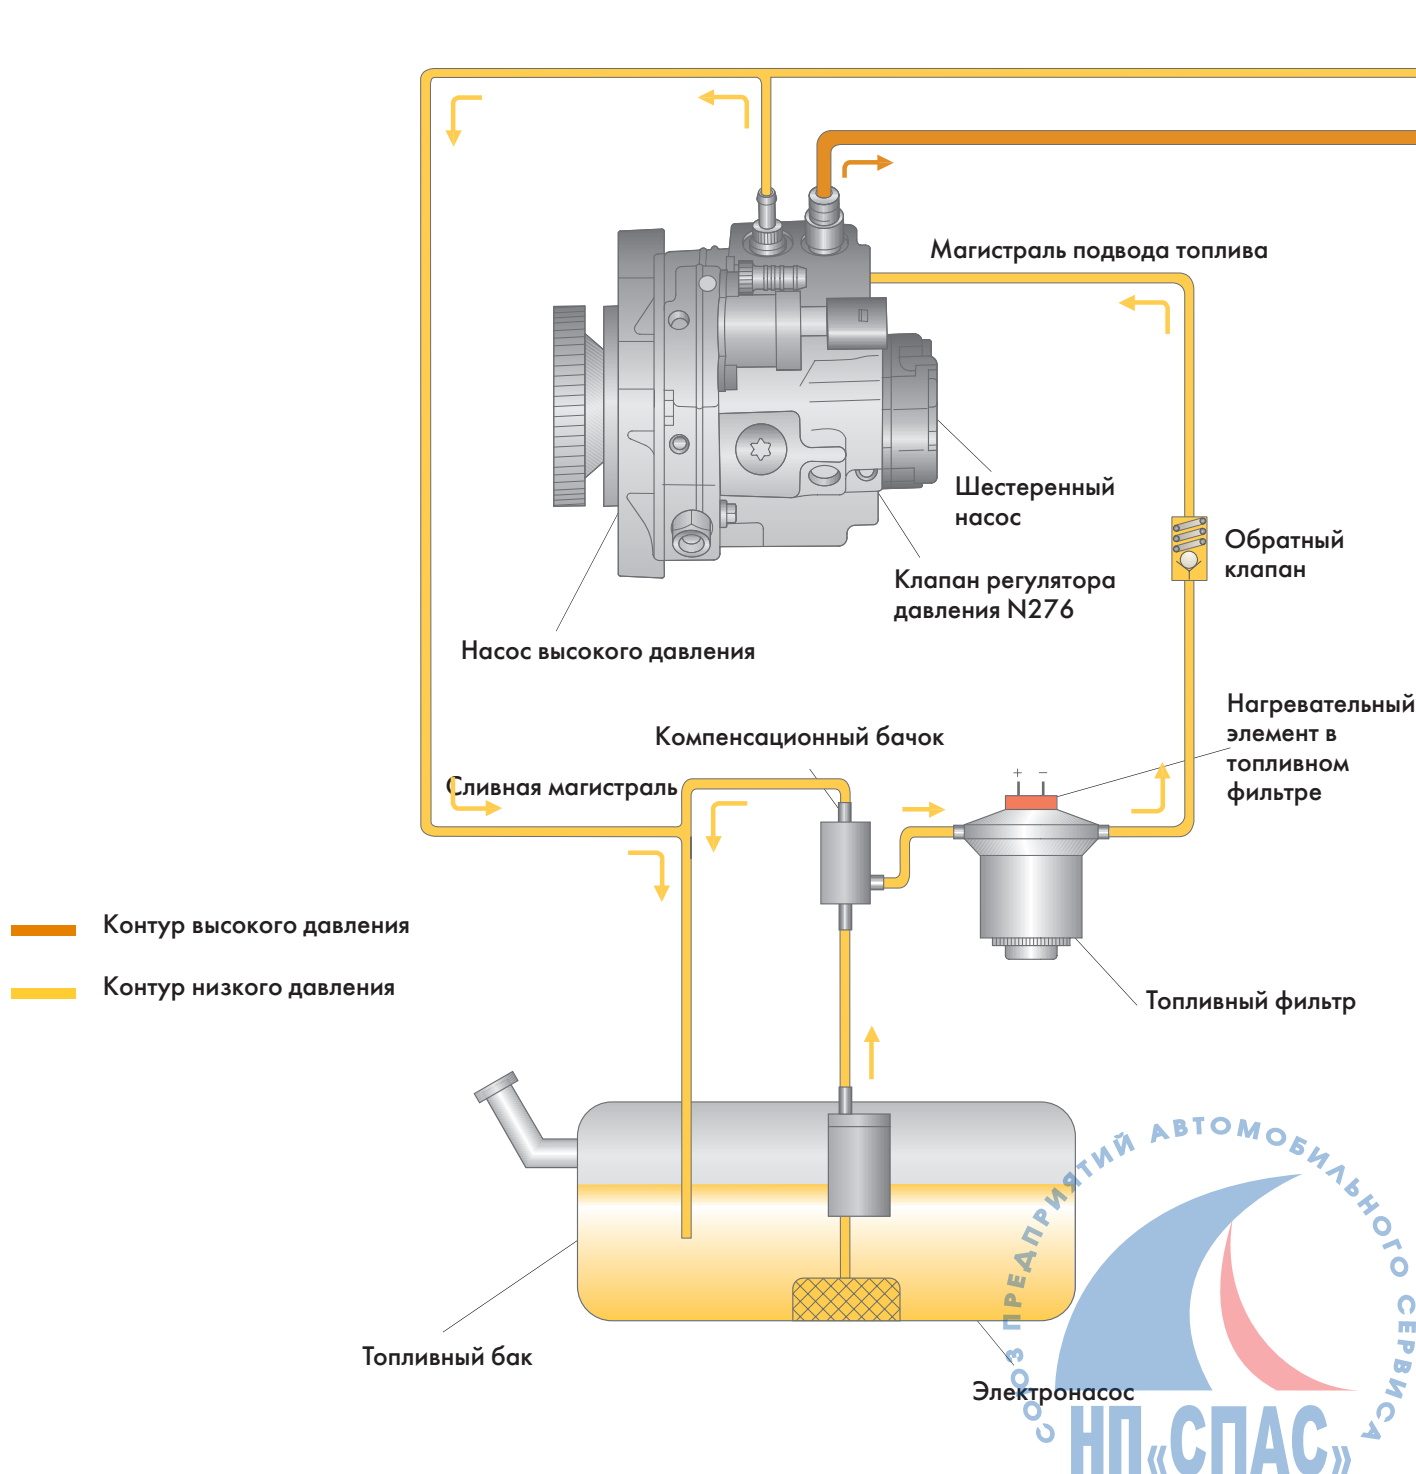 Магистраль подвода топлива
Шестеренный
насос
Обратный
клапан
Клапан регулятора
давления N276
Насос высокого давления
Нагревательный
элемент в
топливном
фильтре
Компенсационный бачок
Сливная магистраль
+ −
Контур высокого давления
Контур низкого давления
Топливный фильтр
Топливный бак
Электронасос
СОЮЗ ПРЕДПРИЯТИЙ АВТОМОБИЛЬНОГО СЕРВИСА
НП«СПАС»